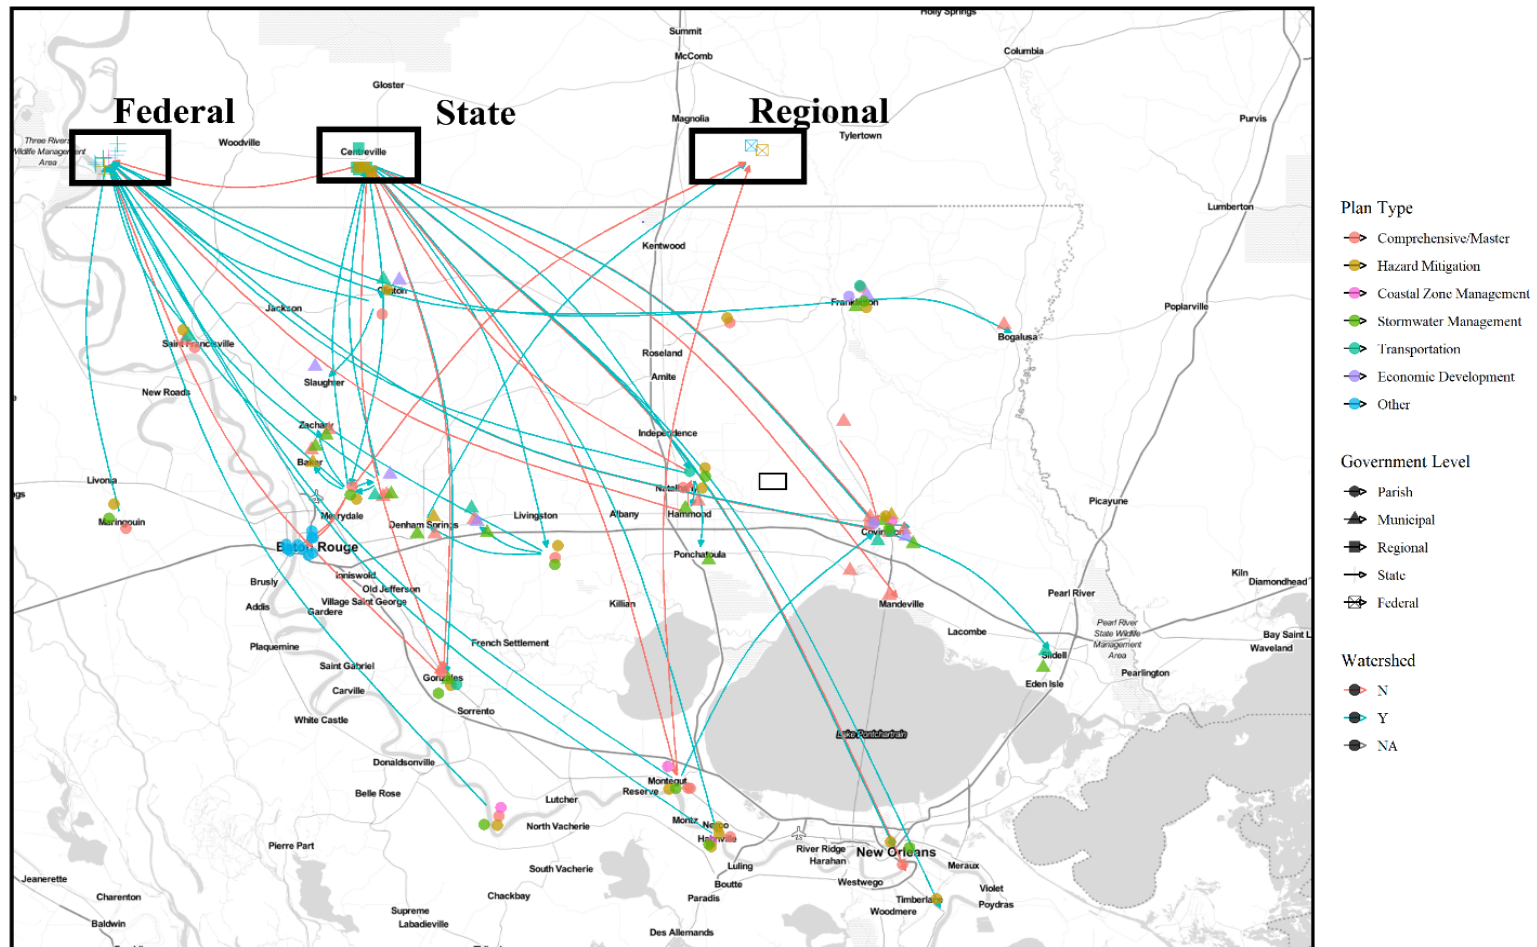 Holly Springs
Summit
Columbia
McComb
Gloster
Federal
State
Regional
Magnolia
Purvis
Tylertown
Three Rivers
Wildlife Management
Area
Woodville
Centreville
Lumberton
Kentwood
Clinton
Jackson
Franklinton
Poplarville
Bogalusa
Saint Francisville
Roseland
Amite
Slaughter
New Roads
Zachary
Independence
Baker
Livonia
Natalbany
Picayune
Merrydale
Livingston
Albany
Hammond
Maringouin
Denham Springs
Covington
Baton Rouge
Ponchatoula
Inniswold
Brusly
Old Jefferson
Kiln
Diamondhead
Addis
Village Saint George
Gardere
Killian
Mandeville
Pearl River
Pearl River
State Wildlife
Management
Area
Lacombe
Bay Saint L
Waveland
Plaquemine
French Settlement
Slidell
Saint Gabriel
Gonzales
Pearlington
Carville
Eden Isle
Sorrento
White Castle
Lake Pontchartrain
Donaldsonville
Montegut
Reserve
Belle Rose
Lutcher
North Vacherie
Montz
Norco
Hahnville
Pierre Part
River Ridge
Harahan
New Orleans
Jeanerette
South Vacherie
Luling
Meraux
Westwego
Boutte
Violet
Charenton
Chackbay
Paradis
Timberlane
Poydras
Woodmere
Supreme
Baldwin
Labadieville
Des Allemands
Plan Type
Comprehensive/Master
Hazard Mitigation
Coastal Zone Management
Stormwater Management
Transportation
Economic Development
Other
Government Level
Parish
Municipal
Regional
State
Federal
Watershed
N
Y
NA